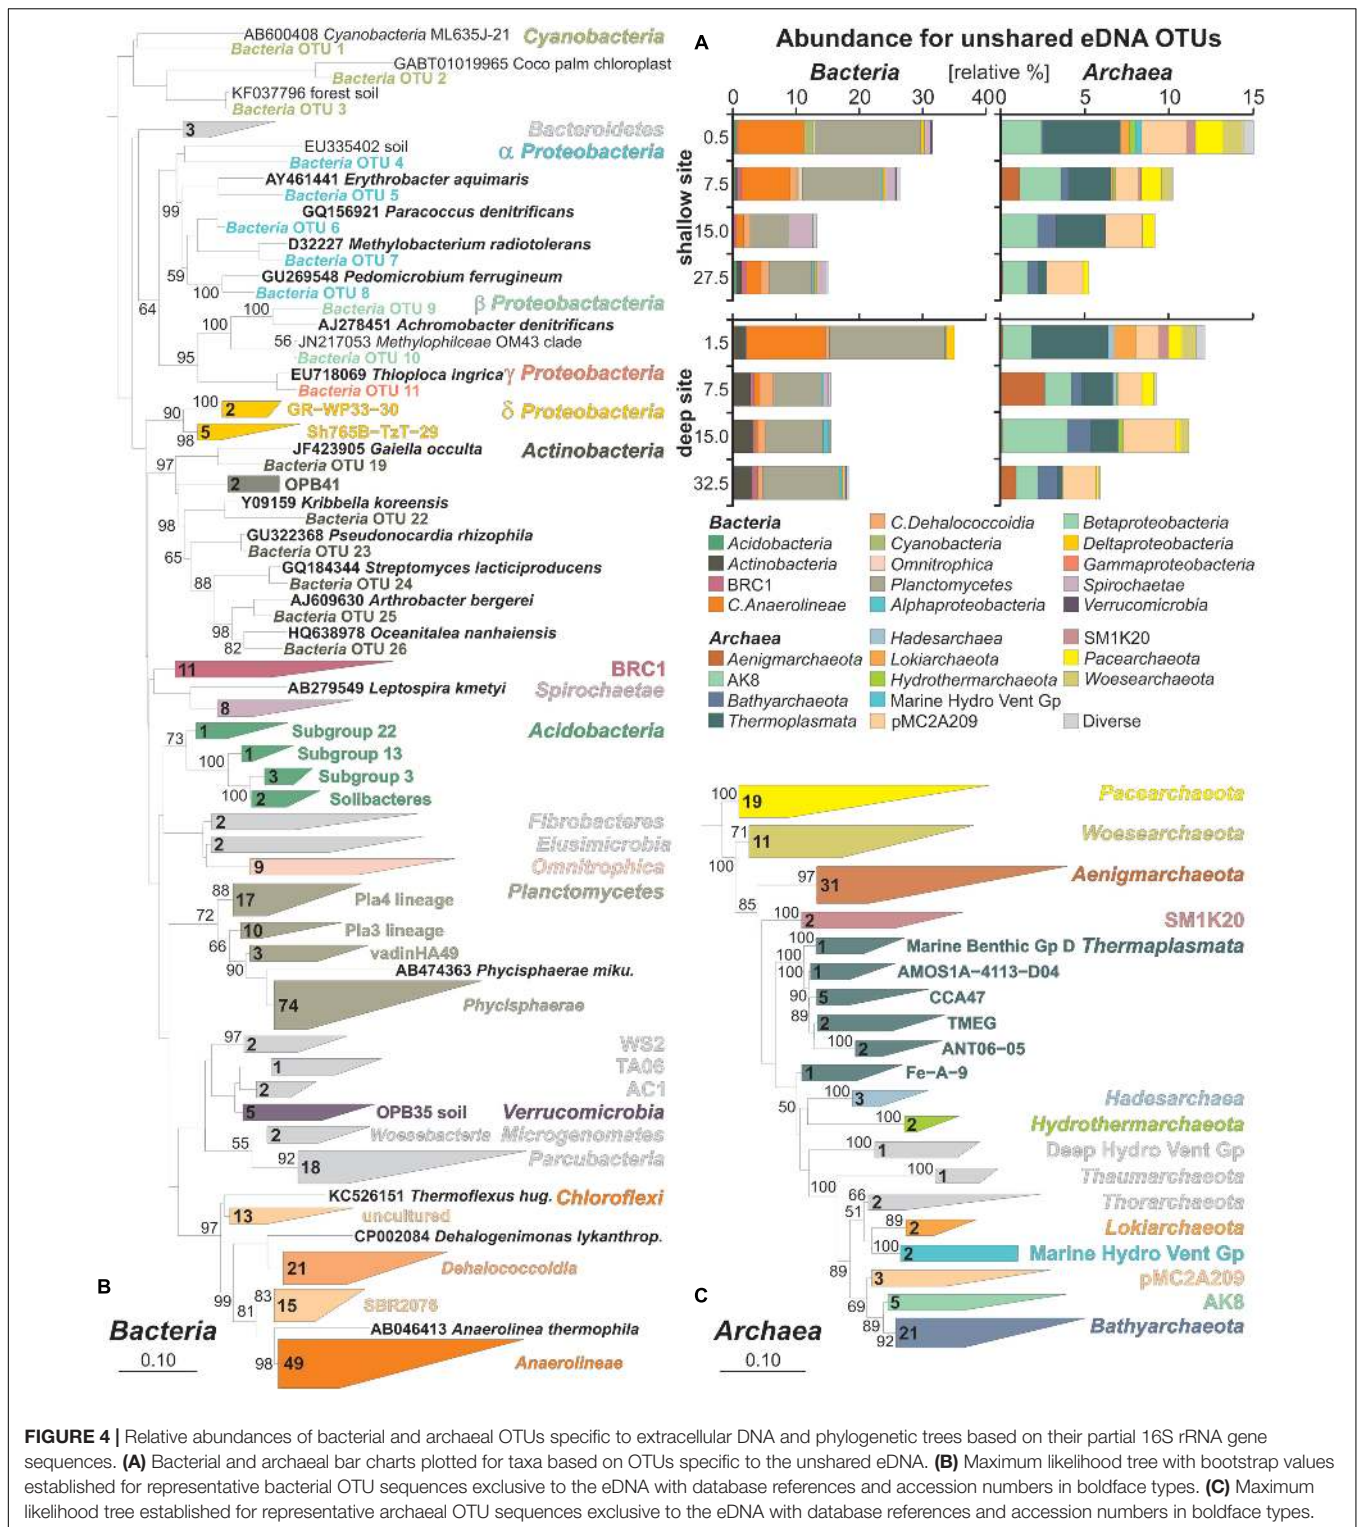 AB600408 Cyanobacteria ML635J-21 Cyanobacteria
Bacteria OTU 1
GABT01019965 Coco palm chloroplast
Bacteria OTU 2
KF037796 forest soil
Bacteria OTU 3
3 Bacteroidetes
EU335402 soil α Proteobacteria
Bacteria OTU 4
AY461441 Erythrobacter aquimaris
Bacteria OTU 5
99
GQ156921 Paracoccus denitrificans
Bacteria OTU 6
D32227 Methylobacterium radiotolerans
Bacteria OTU 7
59
GU269548 Pedomicrobium ferrugineum
100 Bacteria OTU 8
64
β Proteobactacteria
100 Bacteria OTU 9
100 AJ278451 Achromobacter denitrificans
56 JN217053 Methylophilceae OM43 clade
95 Bacteria OTU 10
EU718069 Thioploca ingrica γ Proteobacteria
Bacteria OTU 11
100 2 GR−WP33−30 δ Proteobacteria
90
98 5 Sh765B−TzT−29
JF423905 Gaiella occulta Actinobacteria
97 Bacteria OTU 19
2 OPB41
Y09159 Kribbella koreensis
98 Bacteria OTU 22
GU322368 Pseudonocardia rhizophila
65 Bacteria OTU 23
GQ184344 Streptomyces lacticiproducens
88 Bacteria OTU 24
AJ609630 Arthrobacter bergerei
Bacteria OTU 25
98 HQ638978 Oceanitalea nanhaiensis
82 Bacteria OTU 26
11 BRC1
AB279549 Leptospira kmetyi Spirochaetae
8
73 1 Subgroup 22 Acidobacteria
100 1 Subgroup 13
3 Subgroup 3
100 2 Solibacteres
2 Fibrobacteres
2 Elusimicrobia
9 Omnitrophica
88 17 Pla4 lineage Planctomycetes
72
10 Pla3 lineage
66 3 vadinHA49
90 AB474363 Phycisphaerae miku.
74 Phycisphaerae
97 2 WS2
1 TA06
2 AC1
5 OPB35 soil Verrucomicrobia
2 Woesebacteria Microgenomates
55
92 18 Parcubacteria
KC526151 Thermoflexus hug. Chloroflexi
97 13 uncultured
CP002084 Dehalogenimonas lykanthrop.
21 Dehalococcoidia
99 81 83 15 SBR2076
AB046413 Anaerolinea thermophila
98 49 Anaerolineae
B
Bacteria
0.10
A Abundance for unshared eDNA OTUs
Bacteria [relative %] Archaea
0 10 20 30 40 0 5 10 15
shallow site
0.5
7.5
15.0
27.5
deep site
1.5
7.5
15.0
32.5
Bacteria
Acidobacteria
Actinobacteria
BRC1
C.Anaerolineae
C.Dehalococcoidia
Cyanobacteria
Omnitrophica
Planctomycetes
Alphaproteobacteria
Betaproteobacteria
Deltaproteobacteria
Gammaproteobacteria
Spirochaetae
Verrucomicrobia
Archaea
Aenigmarchaeota
AK8
Bathyarchaeota
Thermoplasmata
Hadesarchaea
Lokiarchaeota
Hydrothermarchaeota
Marine Hydro Vent Gp
pMC2A209
SM1K20
Pacearchaeota
Woesearchaeota
Diverse
100 19 Pacearchaeota
71 11 Woesearchaeota
100
97 31 Aenigmarchaeota
85
100 2 SM1K20
100 1 Marine Benthic Gp D Thermaplasmata
100 1 AMOS1A−4113−D04
90 5 CCA47
89 2 TMEG
100 2 ANT06−05
1 Fe−A−9
100 3 Hadesarchaea
50
100 2 Hydrothermarchaeota
100 1 Deep Hydro Vent Gp
100 1 Thaumarchaeota
100
66 2 Thorarchaeota
51
89 2 Lokiarchaeota
100 2 Marine Hydro Vent Gp
89
3 pMC2A209
69 5 AK8
89
92 21 Bathyarchaeota
C
Archaea
0.10
FIGURE 4 | Relative abundances of bacterial and archaeal OTUs specific to extracellular DNA and phylogenetic trees based on their partial 16S rRNA gene
sequences. (A) Bacterial and archaeal bar charts plotted for taxa based on OTUs specific to the unshared eDNA. (B) Maximum likelihood tree with bootstrap values
established for representative bacterial OTU sequences exclusive to the eDNA with database references and accession numbers in boldface types. (C) Maximum
likelihood tree established for representative archaeal OTU sequences exclusive to the eDNA with database references and accession numbers in boldface types.